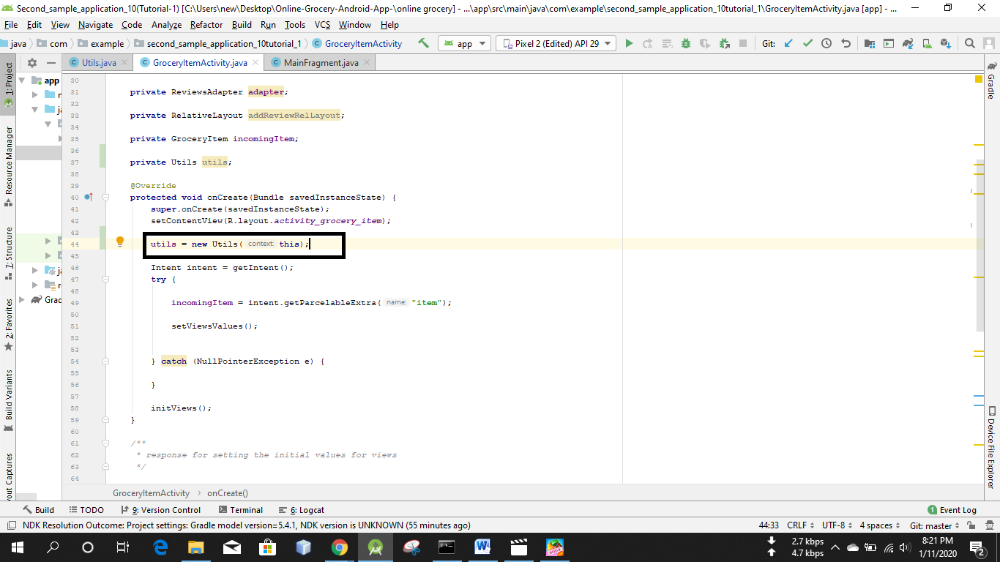 Second_sample_application_10(Tutorial-1) [C:\Users\new\Desktop\Online-Grocery-Android-App-\online grocery] - ...\app\src\main\java\com\example\second_sample_application_10tutorial_1\GroceryItemActivity.java [app] - ...
File Edit View Navigate Code Analyze Refactor Build Run Tools VCS Window Help
java com example second_sample_application_10tutorial_1 GroceryItemActivity app Pixel 2 (Edited) API 29 Git:
1: Project
Resource Manager
7: Structure
2: Favorites
Build Variants
Captures
Utils.java GroceryItemActivity.java MainFragment.java
app
Grad
30
31 private ReviewsAdapter adapter;
32
33 private RelativeLayout addReviewRelLayout;
34
35 private GroceryItem incomingItem;
36
37 private Utils utils;
38
39 @Override
40 protected void onCreate(Bundle savedInstanceState) {
41 super.onCreate(savedInstanceState);
42 setContentView(R.layout.activity_grocery_item);
43
44 utils = new Utils( context: this);
45
46 Intent intent = getIntent();
47 try {
48
49 incomingItem = intent.getParcelableExtra( name: "item");
50
51 setViewsValues();
52
53
54 } catch (NullPointerException e) {
55
56 }
57
58 initViews();
59 }
60
61 /**
62 * response for setting the initial values for views
63 */
64
Gradle
Device File Explorer
GroceryItemActivity onCreate()
Build TODO 9: Version Control Terminal 6: Logcat 1 Event Log
NDK Resolution Outcome: Project settings: Gradle model version=5.4.1, NDK version is UNKNOWN (55 minutes ago) 44:33 CRLF UTF-8 4 spaces Git: master
2.7 kbps
4.7 kbps
8:21 PM
1/11/2020
2